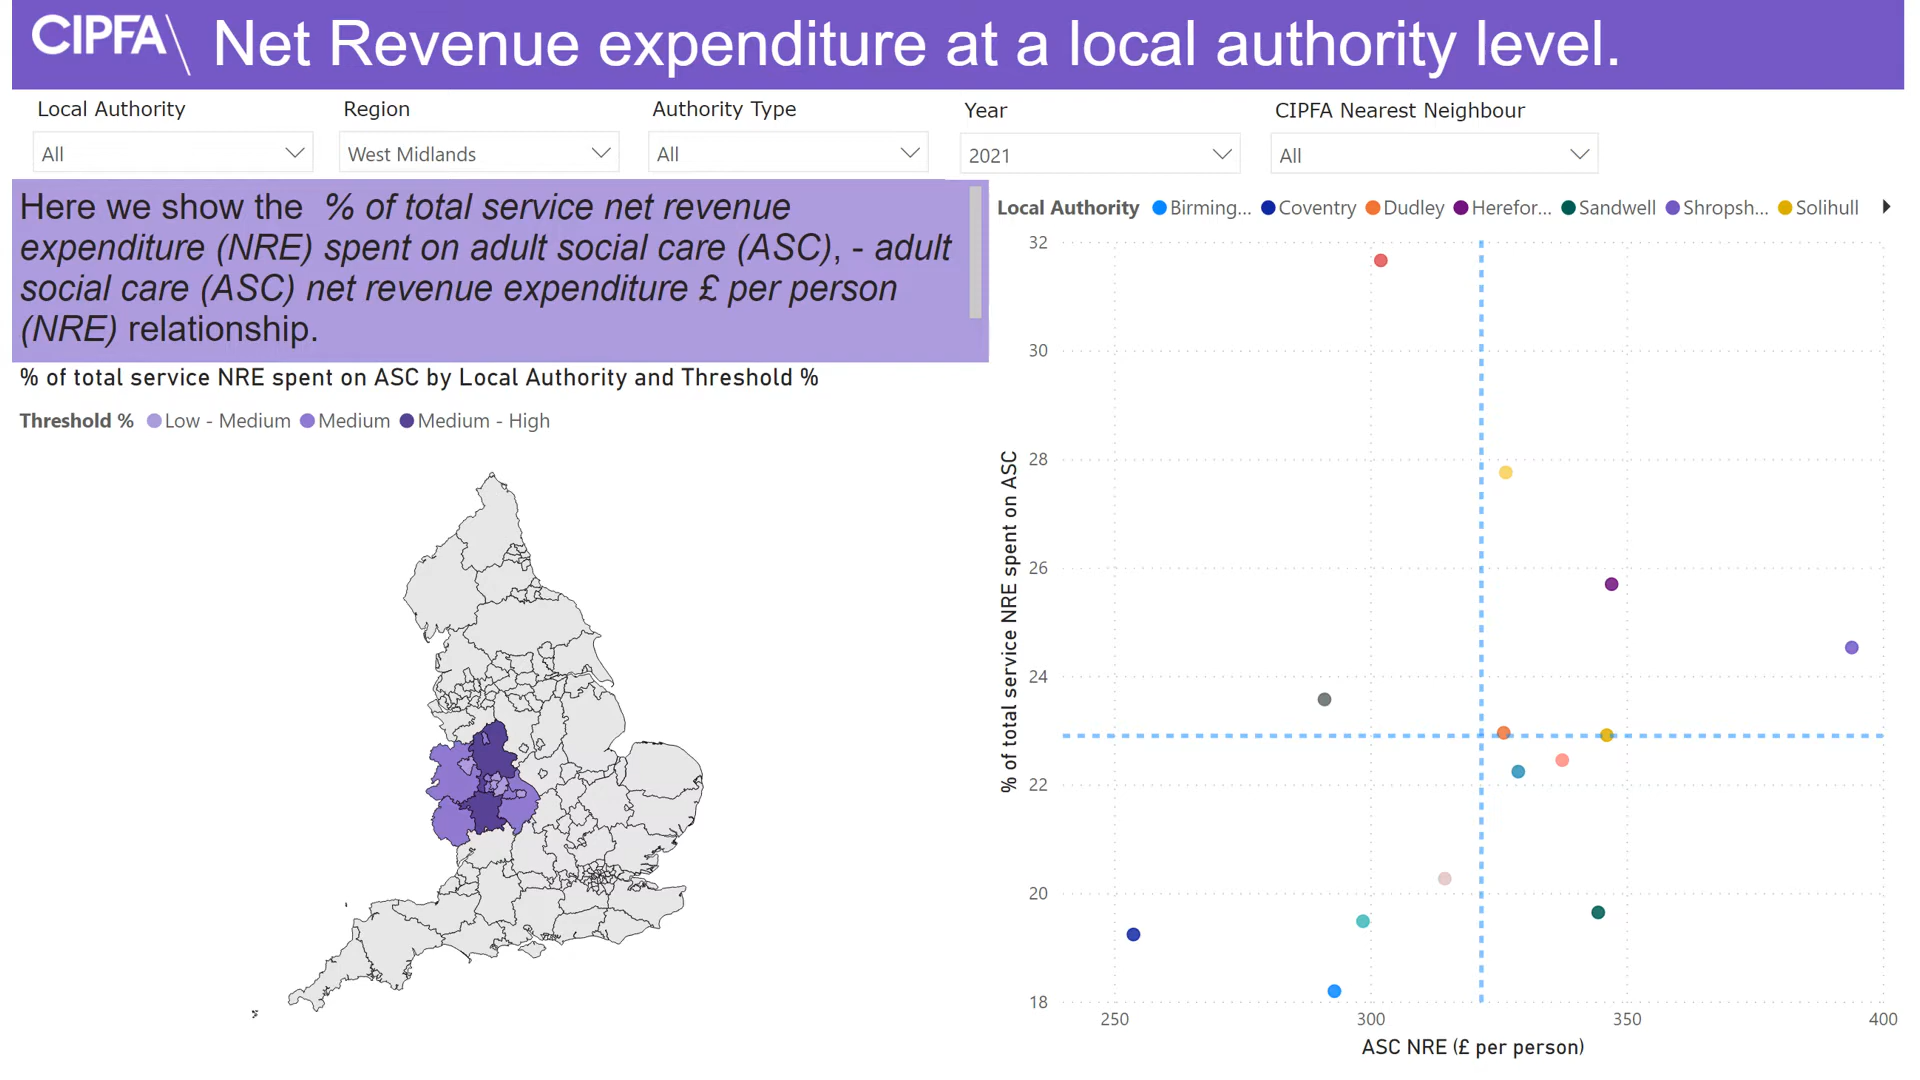 CIPFA
Net Revenue expenditure at a local authority level.
Local Authority
Region
Authority Type
Year
CIPFA Nearest Neighbour
All
West Midlands
All
2021
All
Here we show the % of total service net revenue
expenditure (NRE) spent on adult social care (ASC), - adult
social care (ASC) net revenue expenditure £ per person
(NRE) relationship.
% of total service NRE spent on ASC by Local Authority and Threshold %
Threshold % Low - Medium Medium Medium - High
Local Authority Birming... Coventry Dudley Herefor... Sandwell Shropsh... Solihull
% of total service NRE spent on ASC
32
30
28
26
24
22
20
18
250 300 350 400
ASC NRE (£ per person)